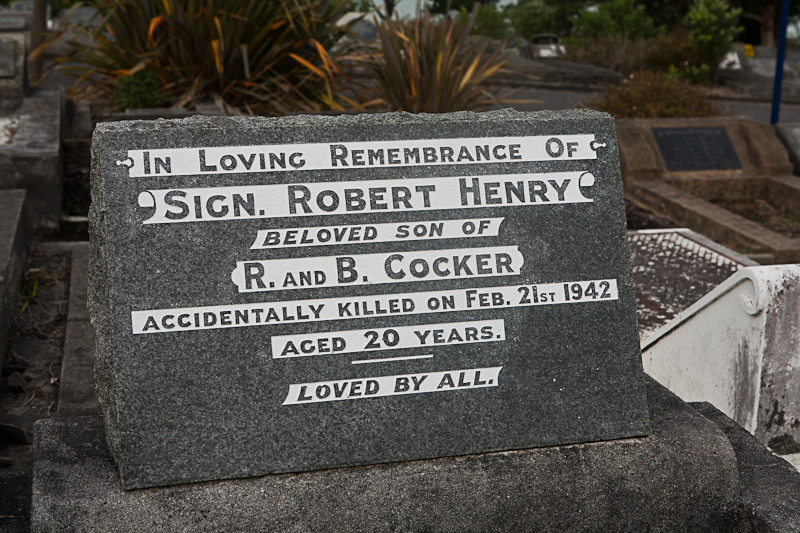 In Loving Remembrance Of
Sign. Robert Henry
BELOVED SON OF
R. AND B. COCKER
ACCIDENTALLY KILLED ON FEB. 21ST 1942
AGED 20 YEARS.
LOVED BY ALL.